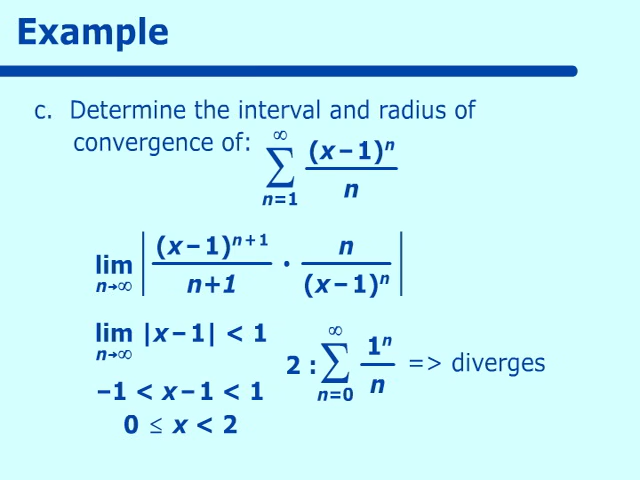 Example
c. Determine the interval and radius of
convergence of: ∞ ∑ n=1 (x–1)ⁿ / n
lim n→∞ | (x–1)ⁿ⁺¹ / n+1 · n / (x–1)ⁿ |
lim n→∞ |x–1| < 1
2 : ∞ ∑ n=0 1ⁿ / n => diverges
–1 < x–1 < 1
0 ≤ x < 2